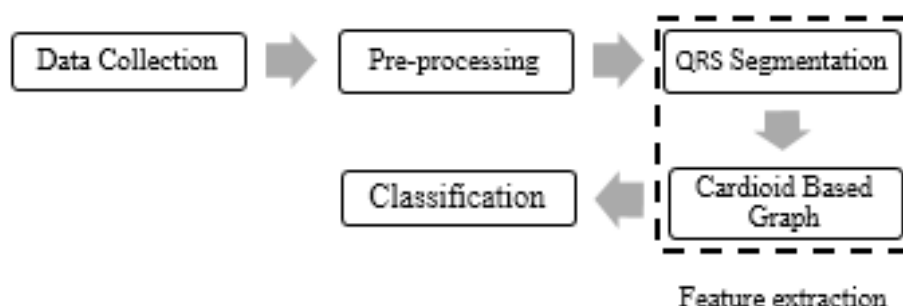 Data Collection
Pre-processing
QRS Segmentation
Classification
Cardioid Based
Graph
Feature extraction